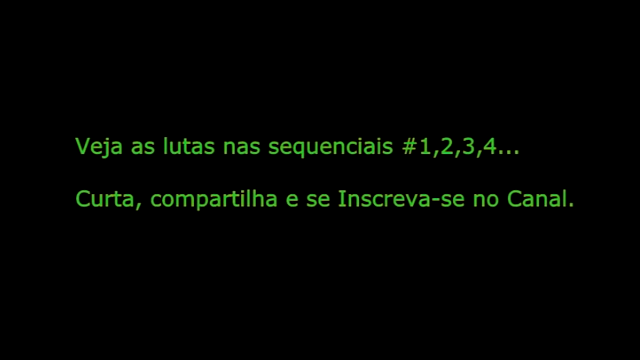 Veja as lutas nas sequenciais #1,2,3,4...
Curta, compartilha e se Inscreva-se no Canal.